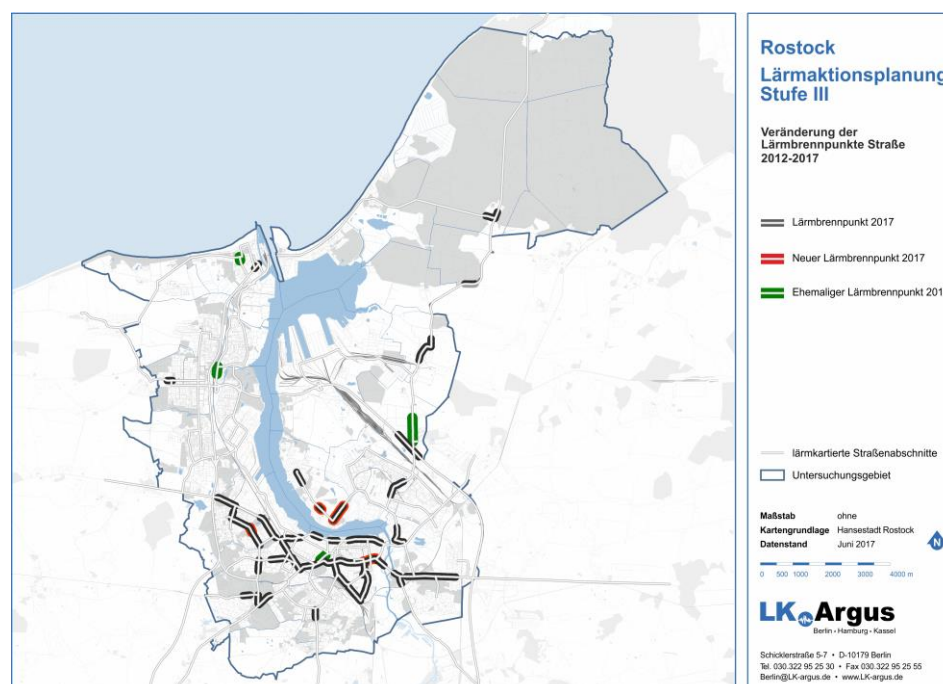 Rostock
Lärmaktionsplanung
Stufe III
Veränderung der
Lärmbrennpunkte Straße
2012-2017
Lärmbrennpunkt 2017
Neuer Lärmbrennpunkt 2017
Ehemaliger Lärmbrennpunkt 201
lärmkartierte Straßenabschnitte
Untersuchungsgebiet
Maßstab ohne
Kartengrundlage Hansestadt Rostock
Datenstand Juni 2017
N
0 500 1000 2000 3000 4000 m
LK Argus
Berlin • Hamburg • Kassel
Schicklerstraße 5-7 • D-10179 Berlin
Tel. 030.322 95 25 30 • Fax 030.322 95 25 55
Berlin@LK-argus.de • www.LK-argus.de